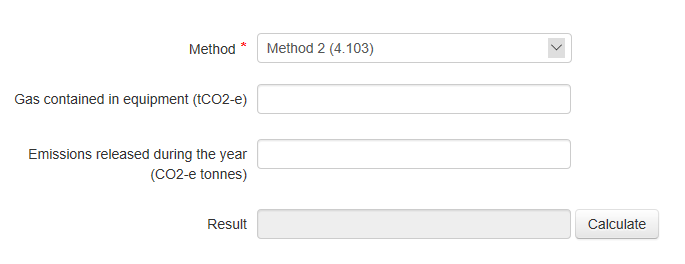 Method * Method 2 (4.103)
Gas contained in equipment (tCO2-e)
Emissions released during the year
(CO2-e tonnes)
Result Calculate